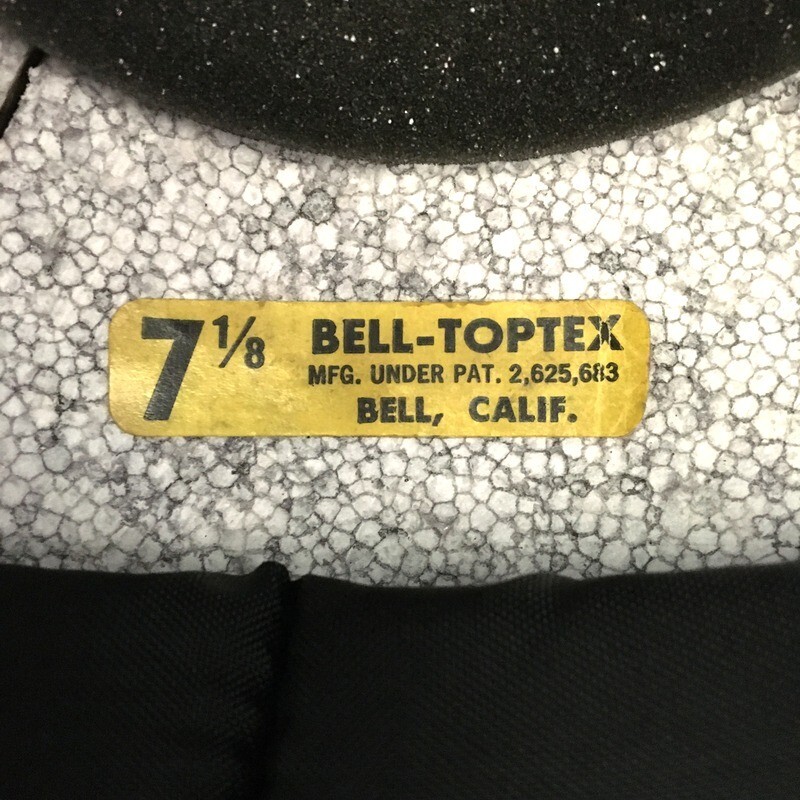 7 1/8 BELL-TOPTEX
MFG. UNDER PAT. 2,625,683
BELL, CALIF.